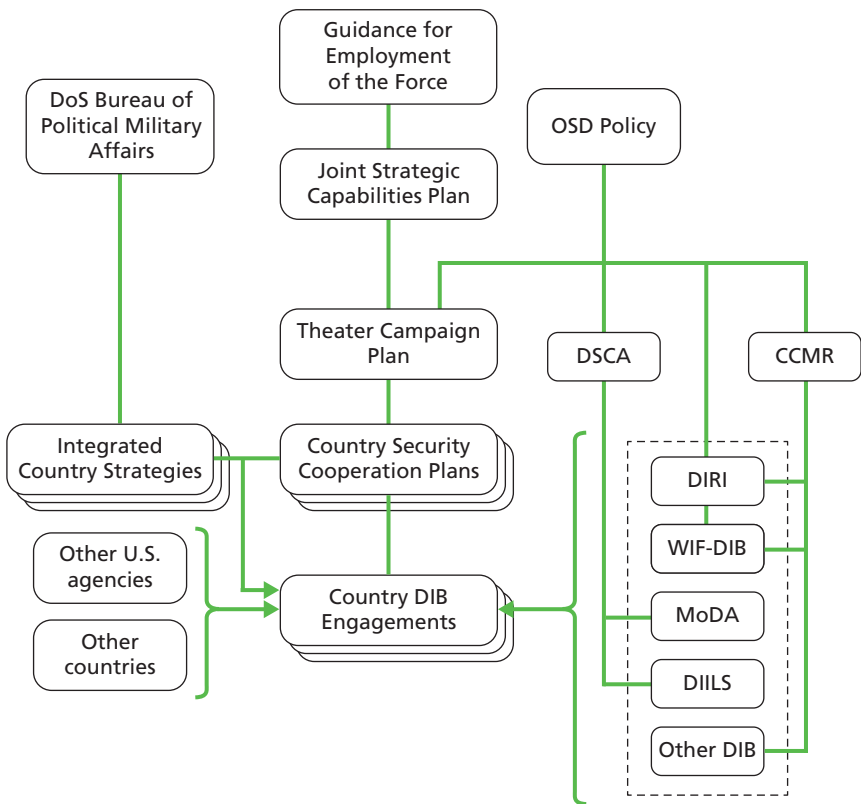 Guidance for
Employment
of the Force
DoS Bureau of
Political Military
Affairs
OSD Policy
Joint Strategic
Capabilities Plan
Theater Campaign
Plan
DSCA
CCMR
Integrated
Country Strategies
Country Security
Cooperation Plans
DIRI
WIF-DIB
MoDA
DIILS
Other DIB
Other U.S.
agencies
Other
countries
Country DIB
Engagements